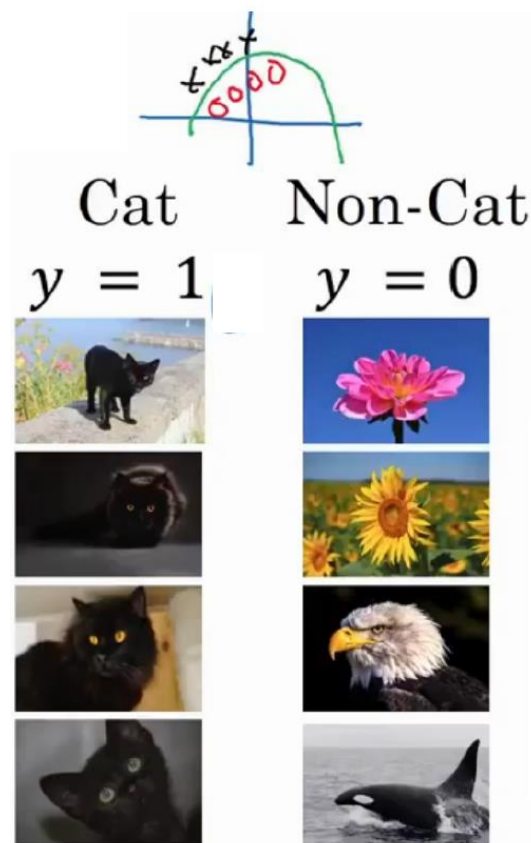 Cat
Non-Cat
y = 1
y = 0